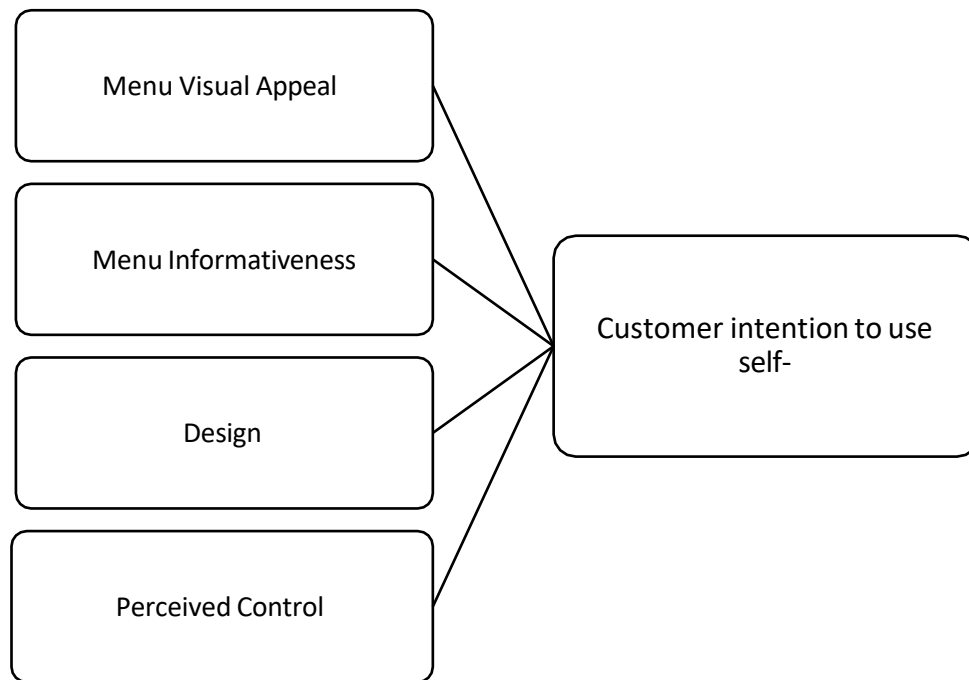 Menu Visual Appeal
Menu Informativeness
Design
Perceived Control
Customer intention to use
self-